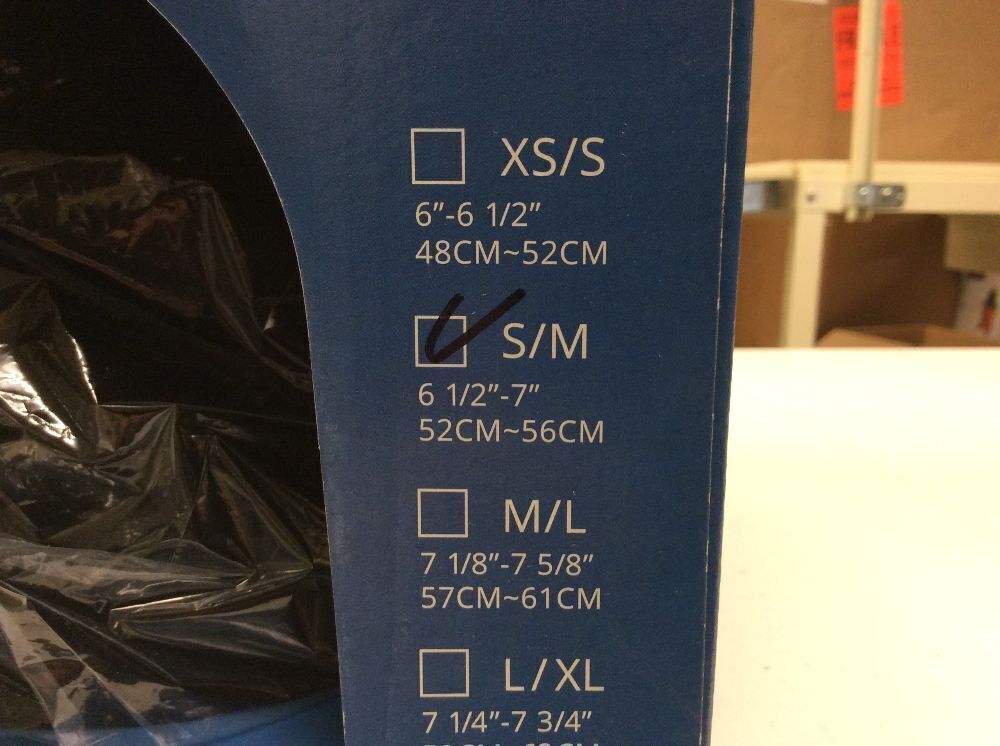 XS/S
6”-6 1/2”
48CM~52CM
S/M
6 1/2”-7”
52CM~56CM
M/L
7 1/8”-7 5/8”
57CM~61CM
L/XL
7 1/4”-7 3/4”